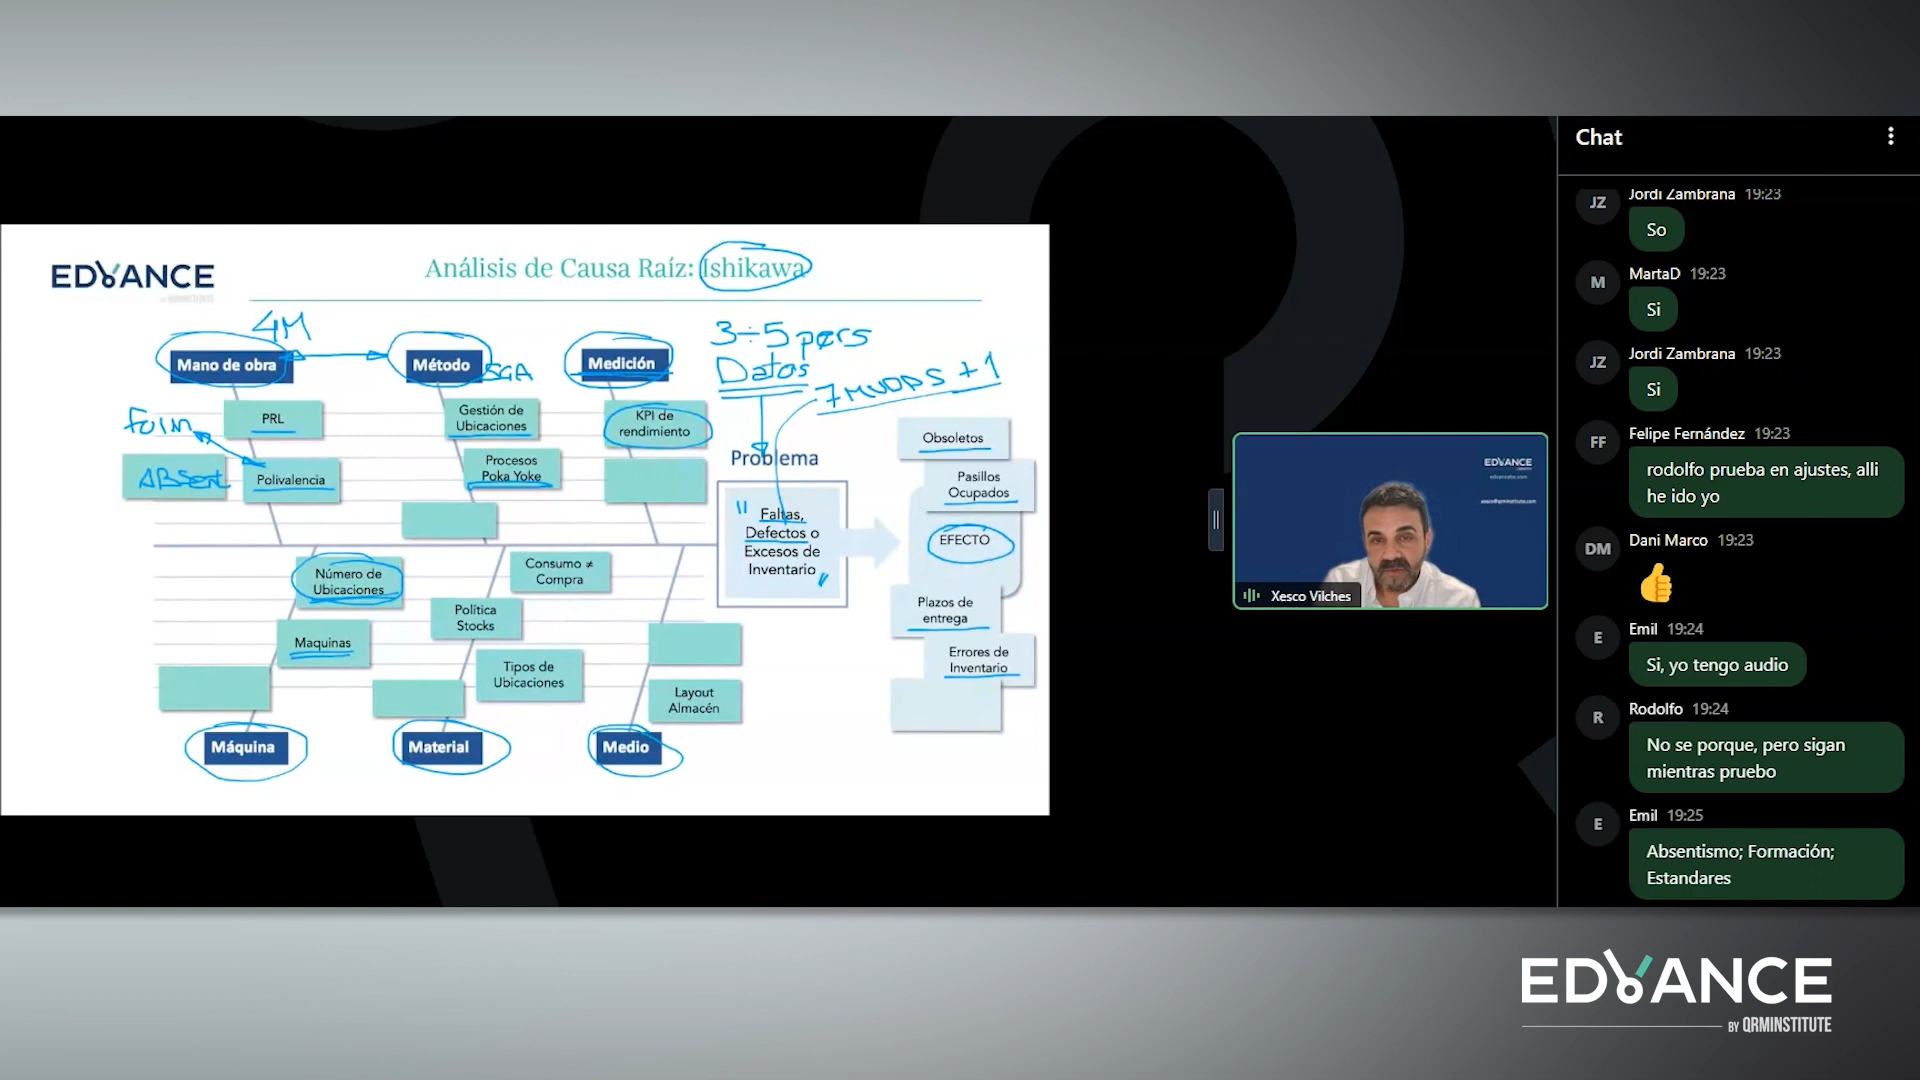 EDVANCE
Análisis de Causa Raíz: Ishikawa
4M
3÷5 pers
Datos
7 MUDAS + 1
Mano de obra
Método
SGA
Medición
PRL
Gestión de
Ubicaciones
KPI de
rendimiento
Form
ABsent
Polivalencia
Procesos
Poka Yoke
Problema
" Faltas,
Defectos o
Excesos de
Inventario "
Obsoletos
Pasillos
Ocupados
EFECTO
Plazos de
entrega
Errores de
Inventario
Número de
Ubicaciones
Consumo ≠
Compra
Política
Stocks
Maquinas
Tipos de
Ubicaciones
Layout
Almacén
Máquina
Material
Medio
EDVANCE
Xesco Vilches
Chat
JZ
Jordi Zambrana 19:23
So
M
MartaD 19:23
Si
JZ
Jordi Zambrana 19:23
Si
FF
Felipe Fernández 19:23
rodolfo prueba en ajustes, alli
he ido yo
DM
Dani Marco 19:23
E
Emil 19:24
Si, yo tengo audio
R
Rodolfo 19:24
No se porque, pero sigan
mientras pruebo
E
Emil 19:25
Absentismo; Formación;
Estandares
EDVANCE
BY QRMINSTITUTE